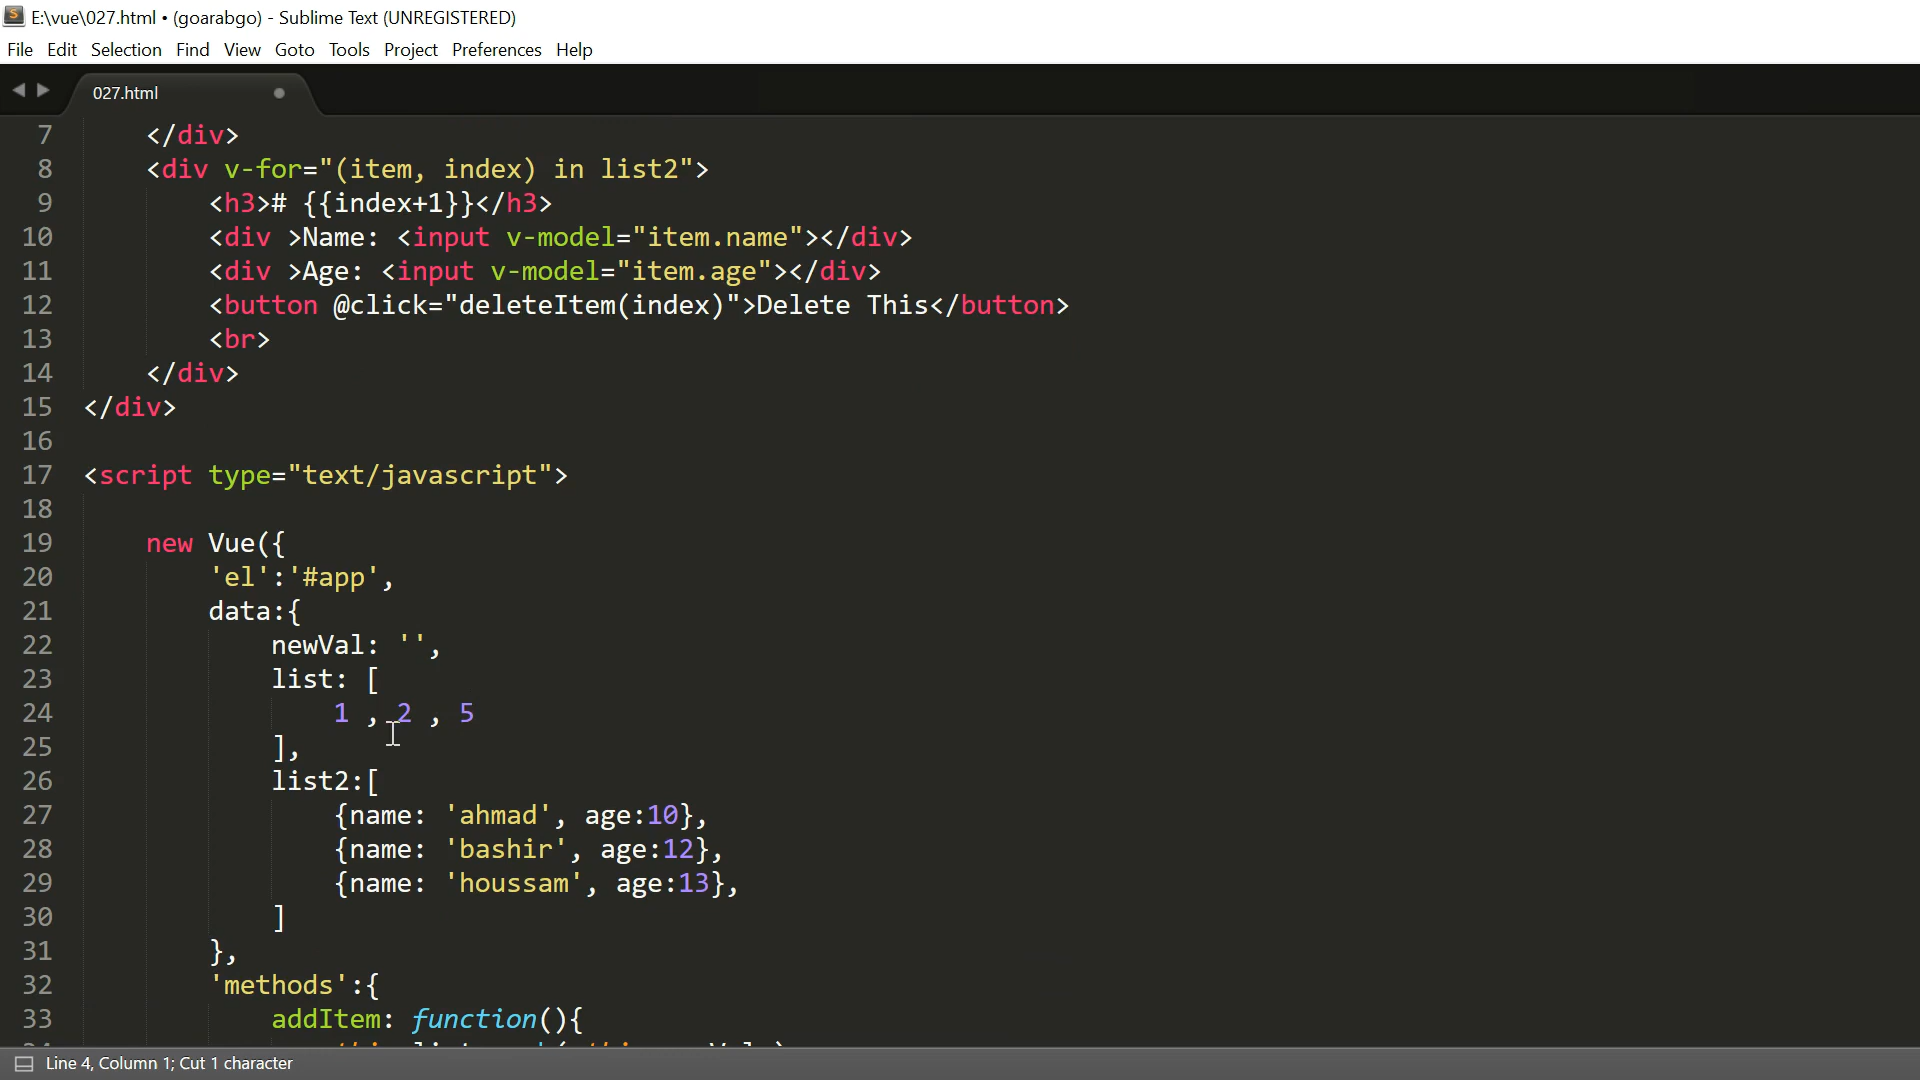 E:\vue\027.html • (goarabgo) - Sublime Text (UNREGISTERED)
File Edit Selection Find View Goto Tools Project Preferences Help
027.html
7 </div>
8 <div v-for="(item, index) in list2">
9 <h3># {{index+1}}</h3>
10 <div >Name: <input v-model="item.name"></div>
11 <div >Age: <input v-model="item.age"></div>
12 <button @click="deleteItem(index)">Delete This</button>
13 <br>
14 </div>
15 </div>
16
17 <script type="text/javascript">
18
19 new Vue({
20 'el':'#app',
21 data:{
22 newVal: '',
23 list: [
24 1 , 2 , 5
25 ],
26 list2:[
27 {name: 'ahmad', age:10},
28 {name: 'bashir', age:12},
29 {name: 'houssam', age:13},
30 ]
31 },
32 'methods':{
33 addItem: function(){
Line 4, Column 1; Cut 1 character